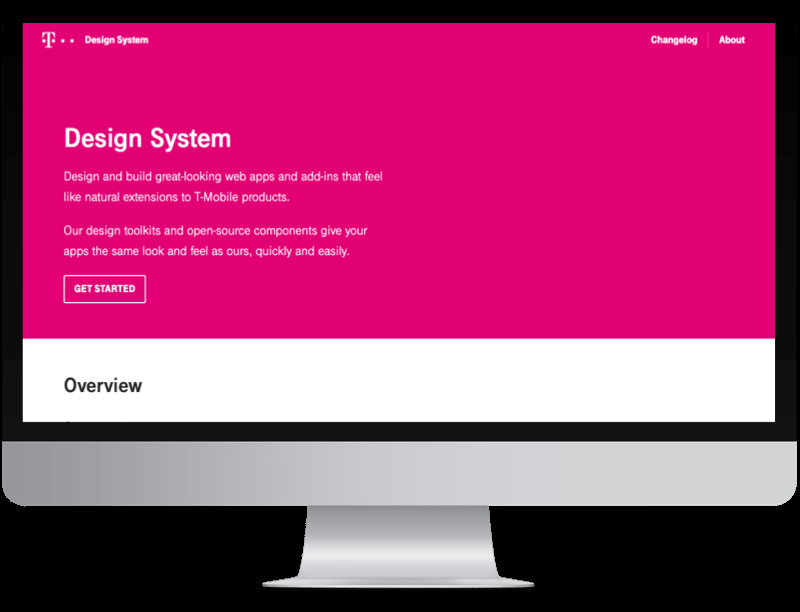 T Design System
Changelog
About
Design System
Design and build great-looking web apps and add-ins that feel
like natural extensions to T-Mobile products.
Our design toolkits and open-source components give your
apps the same look and feel as ours, quickly and easily.
GET STARTED
Overview